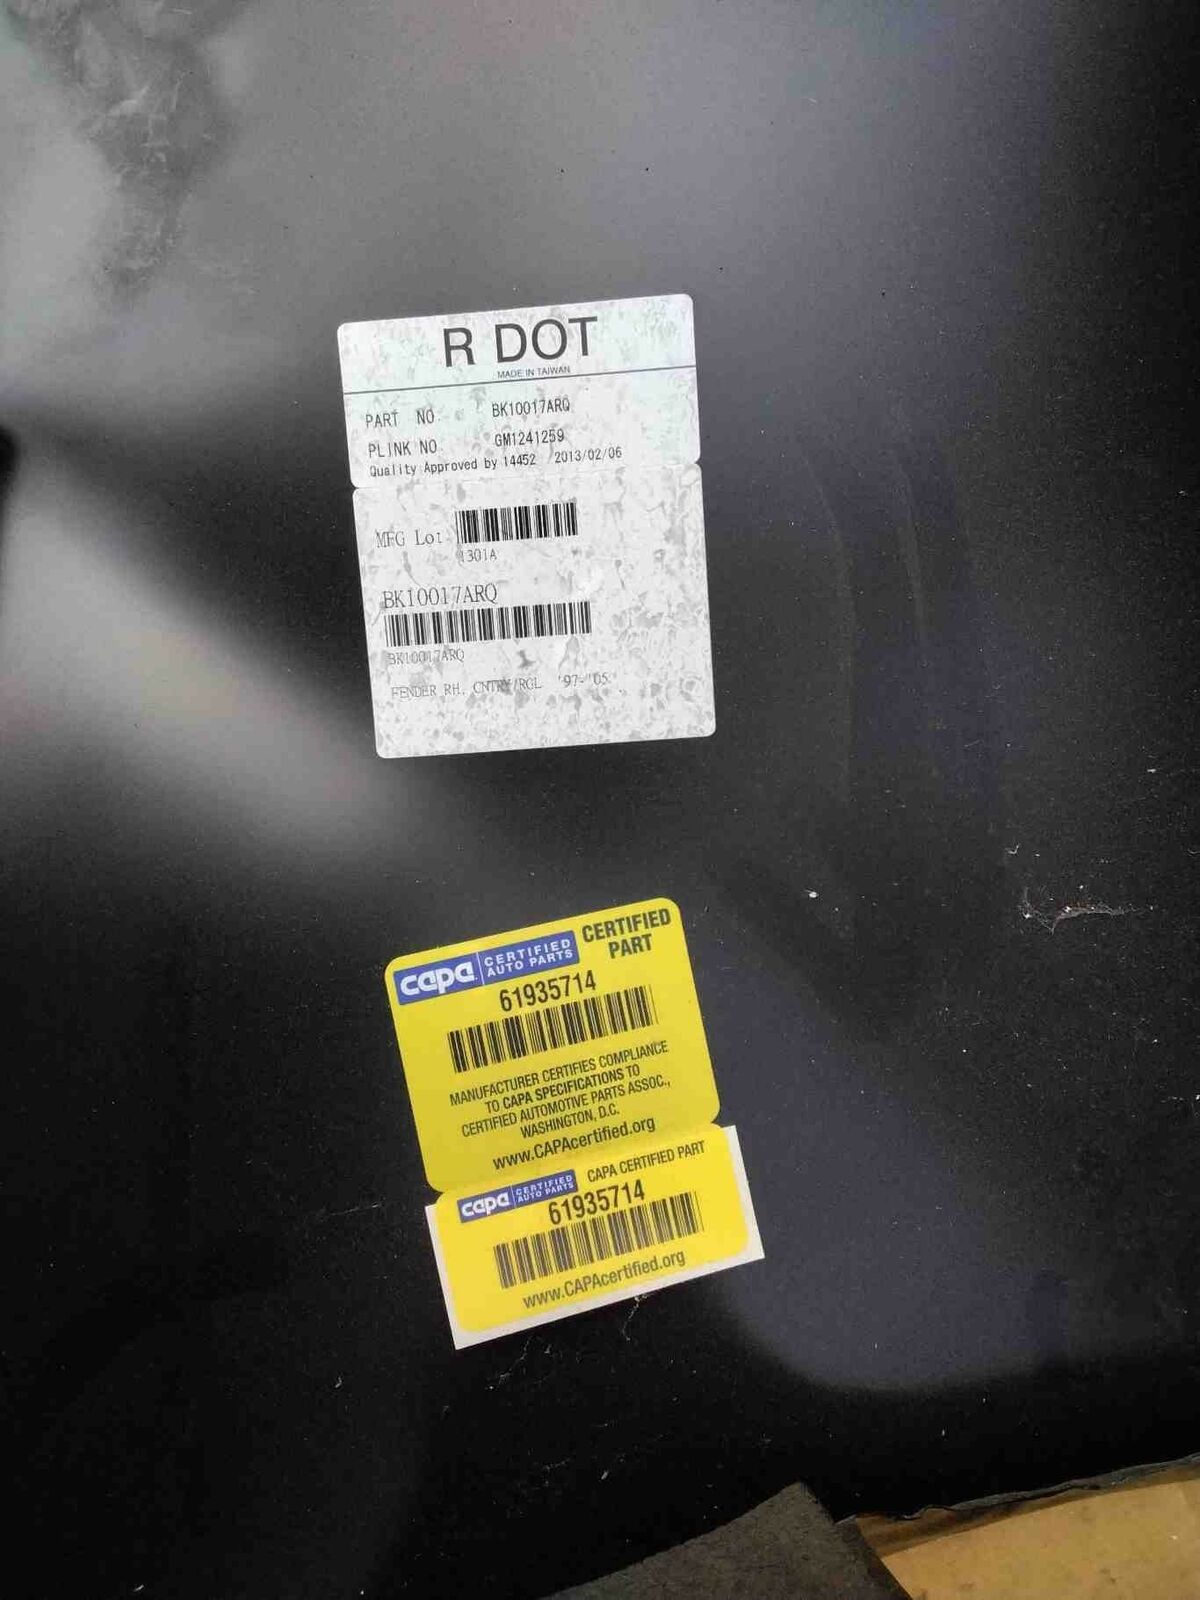 R DOT
MADE IN TAIWAN
PART NO. BK10017ARQ
PLINK NO GM1241259
Quality Approved by 14452 2013/02/06
MFG Lot
1301A
BK10017ARQ
BK10017ARQ
FENDER RH. CNTRY/RGL '97-'05
capa CERTIFIED AUTO PARTS CERTIFIED PART
61935714
MANUFACTURER CERTIFIES COMPLIANCE
TO CAPA SPECIFICATIONS TO
CERTIFIED AUTOMOTIVE PARTS ASSOC.,
WASHINGTON, D.C.
www.CAPAcertified.org
capa CERTIFIED AUTO PARTS CAPA CERTIFIED PART
61935714
www.CAPAcertified.org